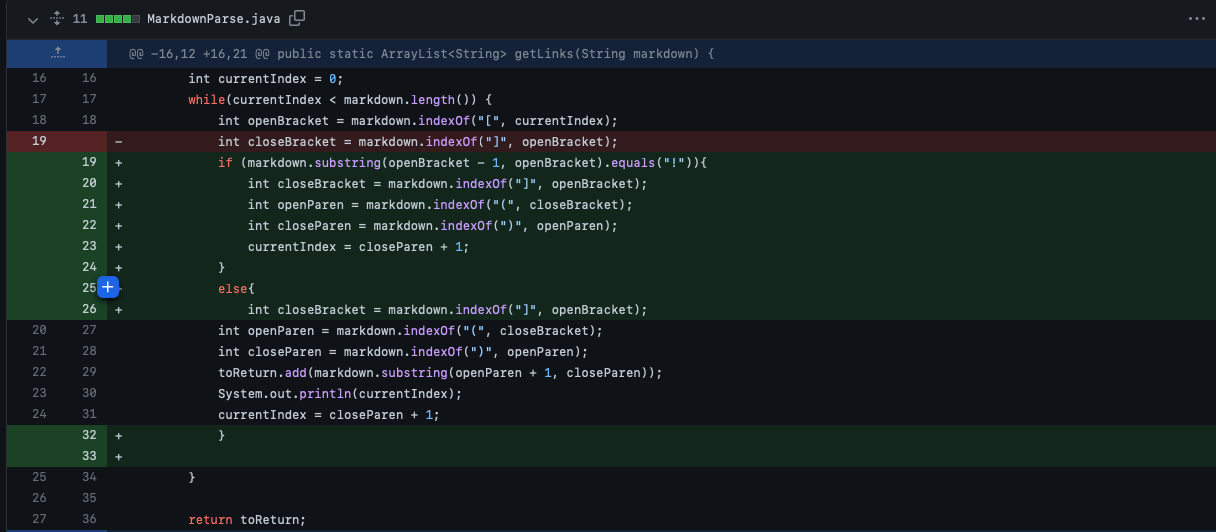 11 MarkdownParse.java
@@ -16,12 +16,21 @@ public static ArrayList<String> getLinks(String markdown) {
16 16 int currentIndex = 0;
17 17 while(currentIndex < markdown.length()) {
18 18 int openBracket = markdown.indexOf("[", currentIndex);
19 - int closeBracket = markdown.indexOf("]", openBracket);
19 + if (markdown.substring(openBracket - 1, openBracket).equals("!")){
20 + int closeBracket = markdown.indexOf("]", openBracket);
21 + int openParen = markdown.indexOf("(", closeBracket);
22 + int closeParen = markdown.indexOf(")", openParen);
23 + currentIndex = closeParen + 1;
24 + }
25 + else{
26 + int closeBracket = markdown.indexOf("]", openBracket);
20 27 int openParen = markdown.indexOf("(", closeBracket);
21 28 int closeParen = markdown.indexOf(")", openParen);
22 29 toReturn.add(markdown.substring(openParen + 1, closeParen));
23 30 System.out.println(currentIndex);
24 31 currentIndex = closeParen + 1;
32 + }
33 +
25 34 }
26 35
27 36 return toReturn;